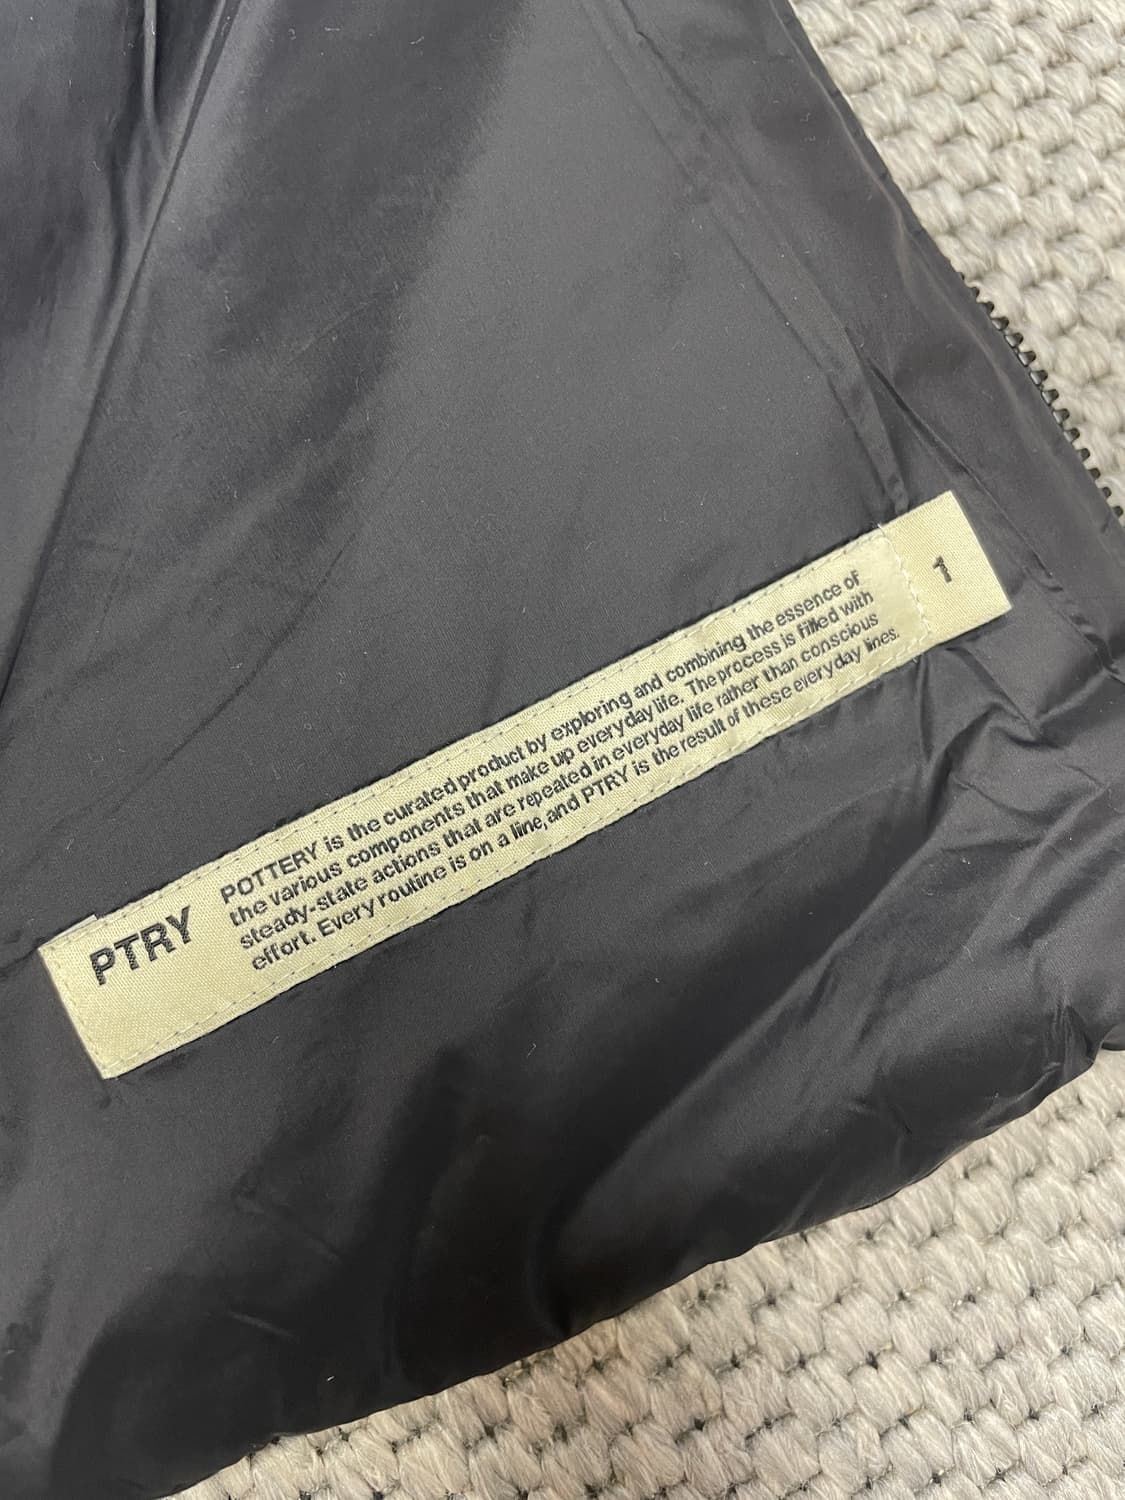 PTRY
POTTERY is the curated product by exploring and combining the essence of
the various components that make up everyday life. The process is filled with
steady-state actions that are repeated in everyday life rather than conscious
effort. Every routine is on a line,and PTRY is the result of these everyday lines.
1